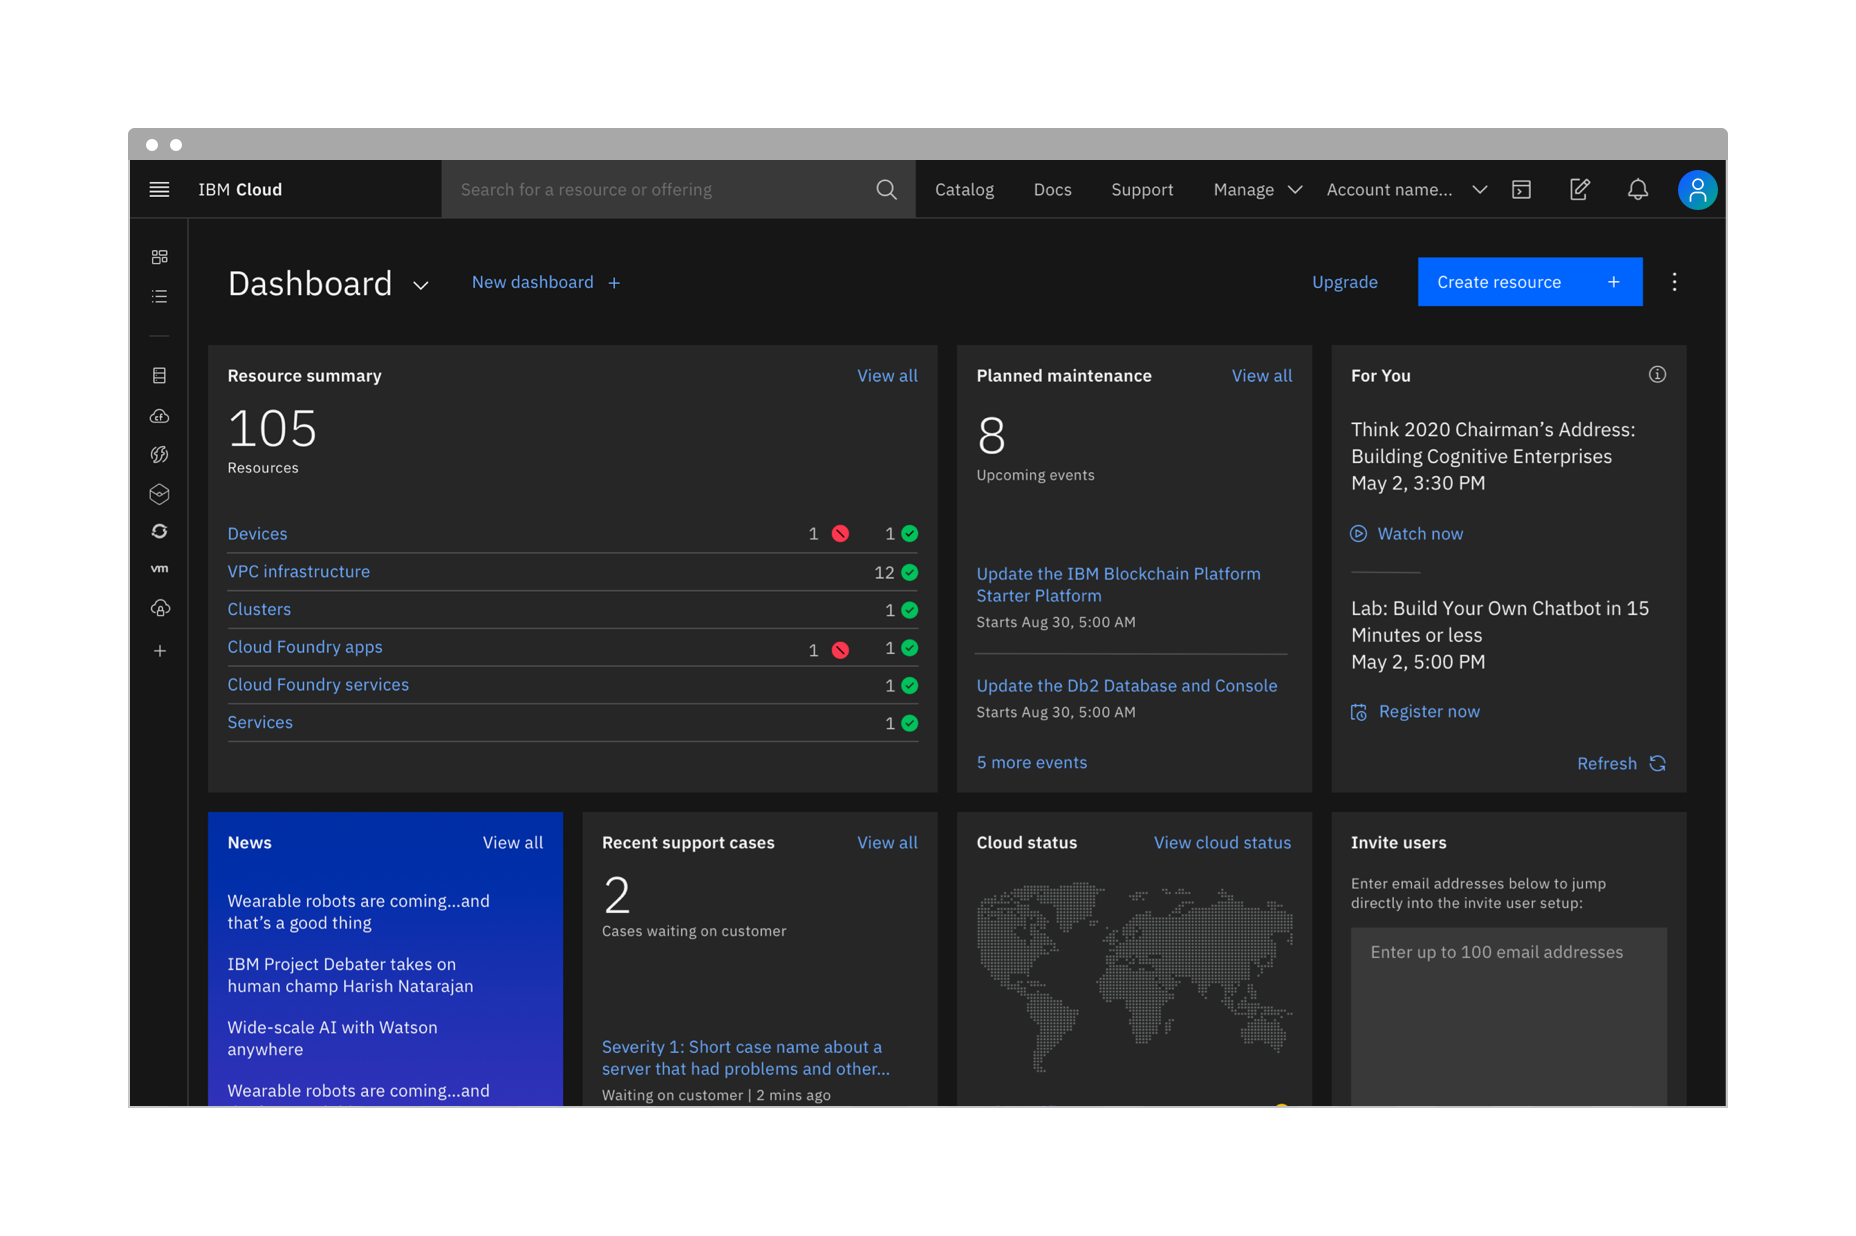 IBM Cloud
Search for a resource or offering
Catalog
Docs
Support
Manage
Account name...
Dashboard
New dashboard +
Upgrade
Create resource +
cf
vm
Resource summary
View all
105
Resources
Devices 1 1
VPC infrastructure 12
Clusters 1
Cloud Foundry apps 1 1
Cloud Foundry services 1
Services 1
Planned maintenance
View all
8
Upcoming events
Update the IBM Blockchain Platform
Starter Platform
Starts Aug 30, 5:00 AM
Update the Db2 Database and Console
Starts Aug 30, 5:00 AM
5 more events
For You
Think 2020 Chairman’s Address:
Building Cognitive Enterprises
May 2, 3:30 PM
Watch now
Lab: Build Your Own Chatbot in 15
Minutes or less
May 2, 5:00 PM
Register now
Refresh
News
View all
Wearable robots are coming...and
that’s a good thing
IBM Project Debater takes on
human champ Harish Natarajan
Wide-scale AI with Watson
anywhere
Wearable robots are coming...and
Recent support cases
View all
2
Cases waiting on customer
Severity 1: Short case name about a
server that had problems and other...
Waiting on customer | 2 mins ago
Cloud status
View cloud status
Invite users
Enter email addresses below to jump
directly into the invite user setup:
Enter up to 100 email addresses